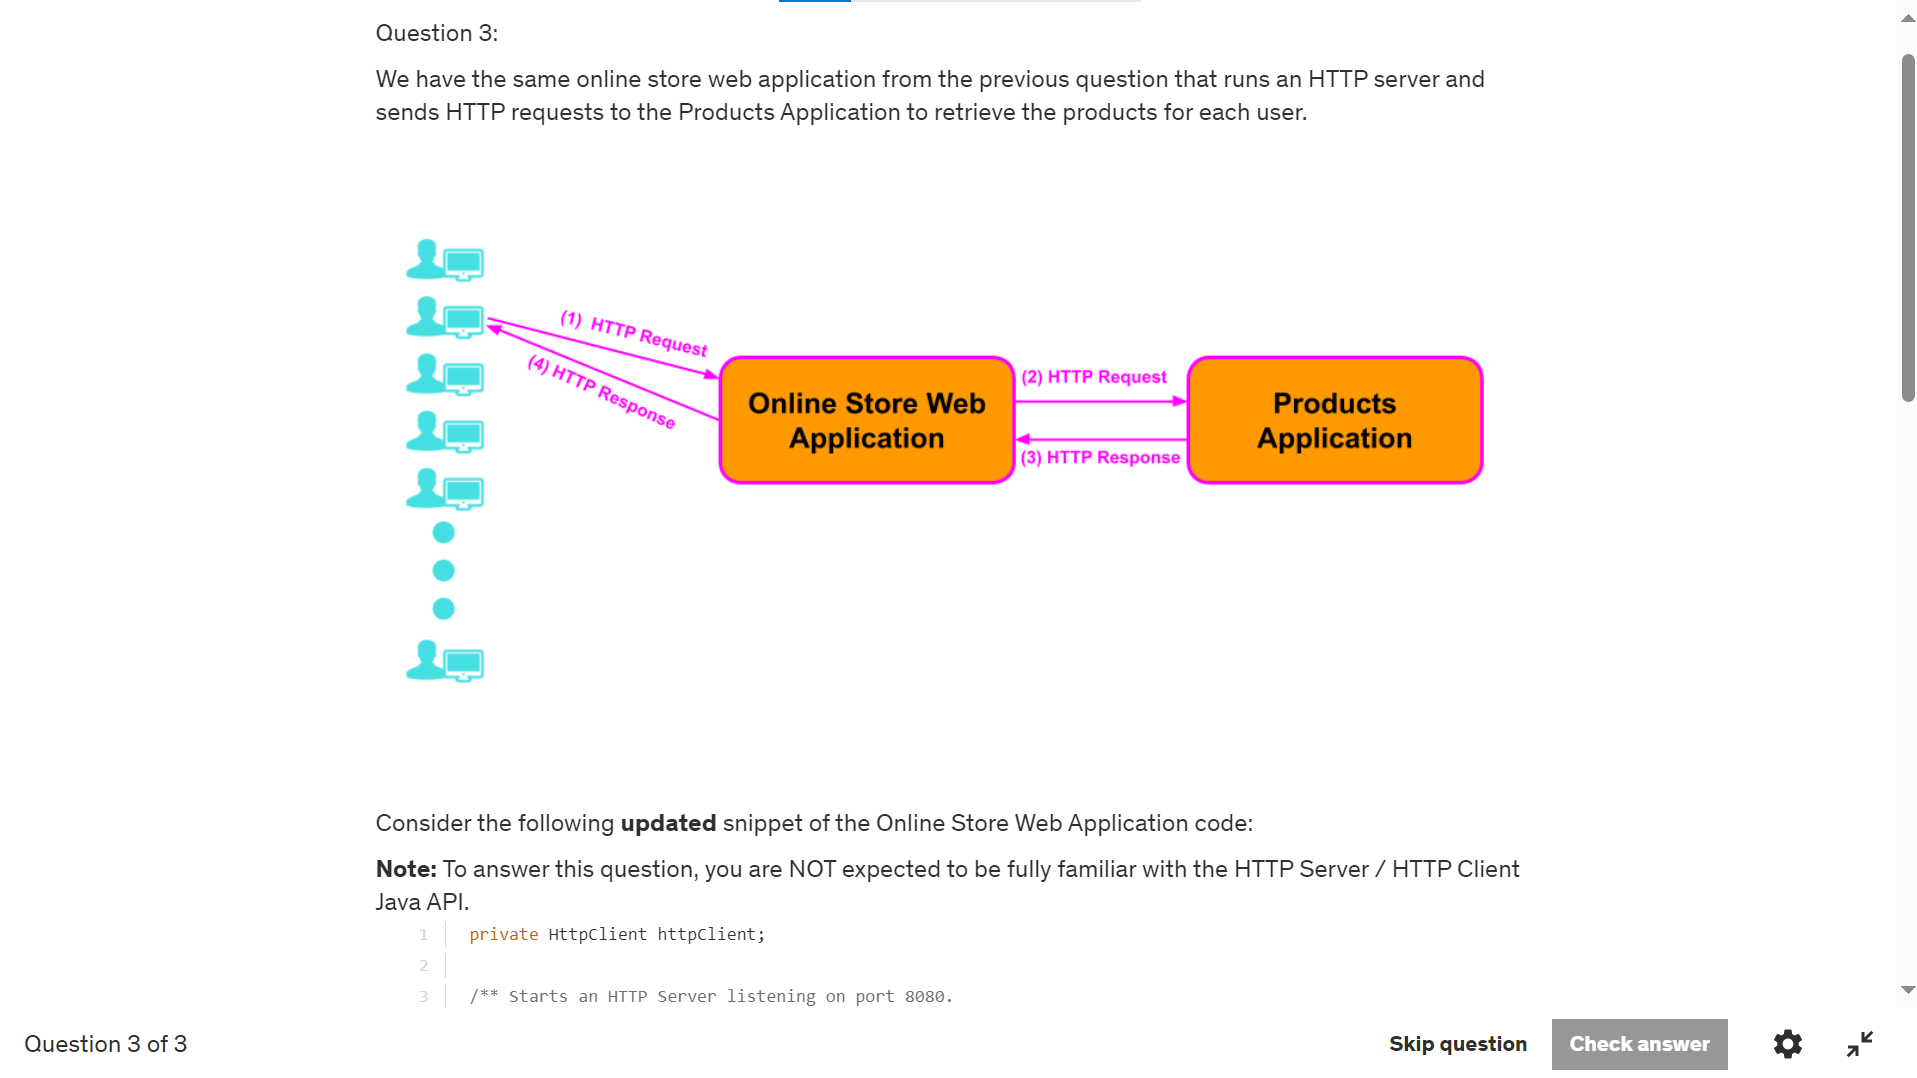 Question 3:
We have the same online store web application from the previous question that runs an HTTP server and
sends HTTP requests to the Products Application to retrieve the products for each user.
(1) HTTP Request
(4) HTTP Response
Online Store Web
Application
(2) HTTP Request
(3) HTTP Response
Products
Application
Consider the following updated snippet of the Online Store Web Application code:
Note: To answer this question, you are NOT expected to be fully familiar with the HTTP Server / HTTP Client
Java API.
1 private HttpClient httpClient;
2
3 /** Starts an HTTP Server listening on port 8080.
Question 3 of 3
Skip question
Check answer